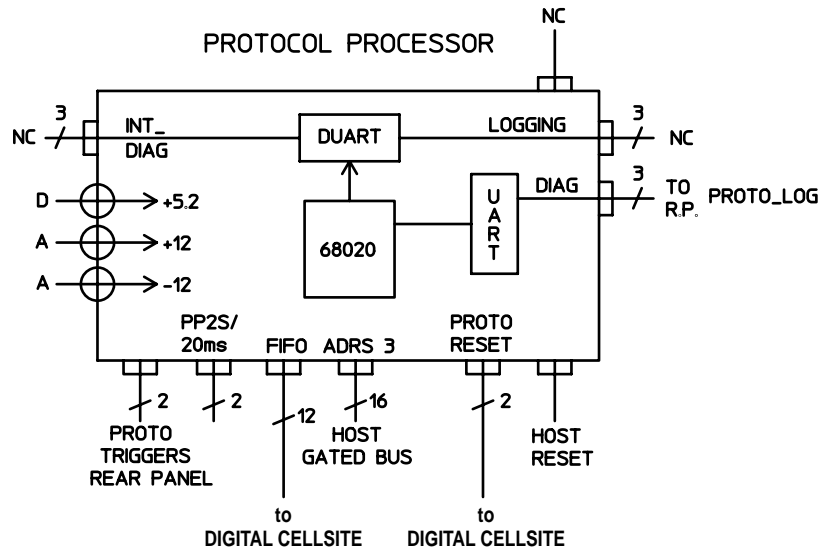 NC
PROTOCOL PROCESSOR
3
NC
INT_
DIAG
DUART
LOGGING
3
NC
DIAG
3
TO
R.P.
PROTO_LOG
D
+5.2
A
+12
A
-12
68020
UART
PP2S/
20ms
FIFO
ADRS 3
PROTO
RESET
2
2
12
16
2
PROTO
TRIGGERS
REAR PANEL
HOST
GATED BUS
HOST
RESET
to
DIGITAL CELLSITE
to
DIGITAL CELLSITE